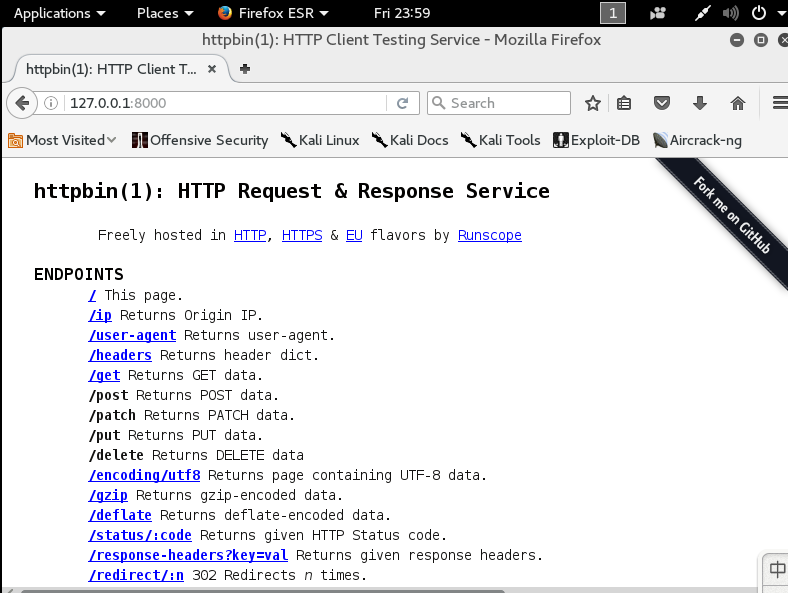 Applications Places Firefox ESR Fri 23:59 1
httpbin(1): HTTP Client Testing Service - Mozilla Firefox
httpbin(1): HTTP Client T...
127.0.0.1:8000 Search
Most Visited Offensive Security Kali Linux Kali Docs Kali Tools Exploit-DB Aircrack-ng
Fork me on GitHub
httpbin(1): HTTP Request & Response Service
Freely hosted in HTTP, HTTPS & EU flavors by Runscope
ENDPOINTS
/ This page.
/ip Returns Origin IP.
/user-agent Returns user-agent.
/headers Returns header dict.
/get Returns GET data.
/post Returns POST data.
/patch Returns PATCH data.
/put Returns PUT data.
/delete Returns DELETE data
/encoding/utf8 Returns page containing UTF-8 data.
/gzip Returns gzip-encoded data.
/deflate Returns deflate-encoded data.
/status/:code Returns given HTTP Status code.
/response-headers?key=val Returns given response headers.
/redirect/:n 302 Redirects n times.
中